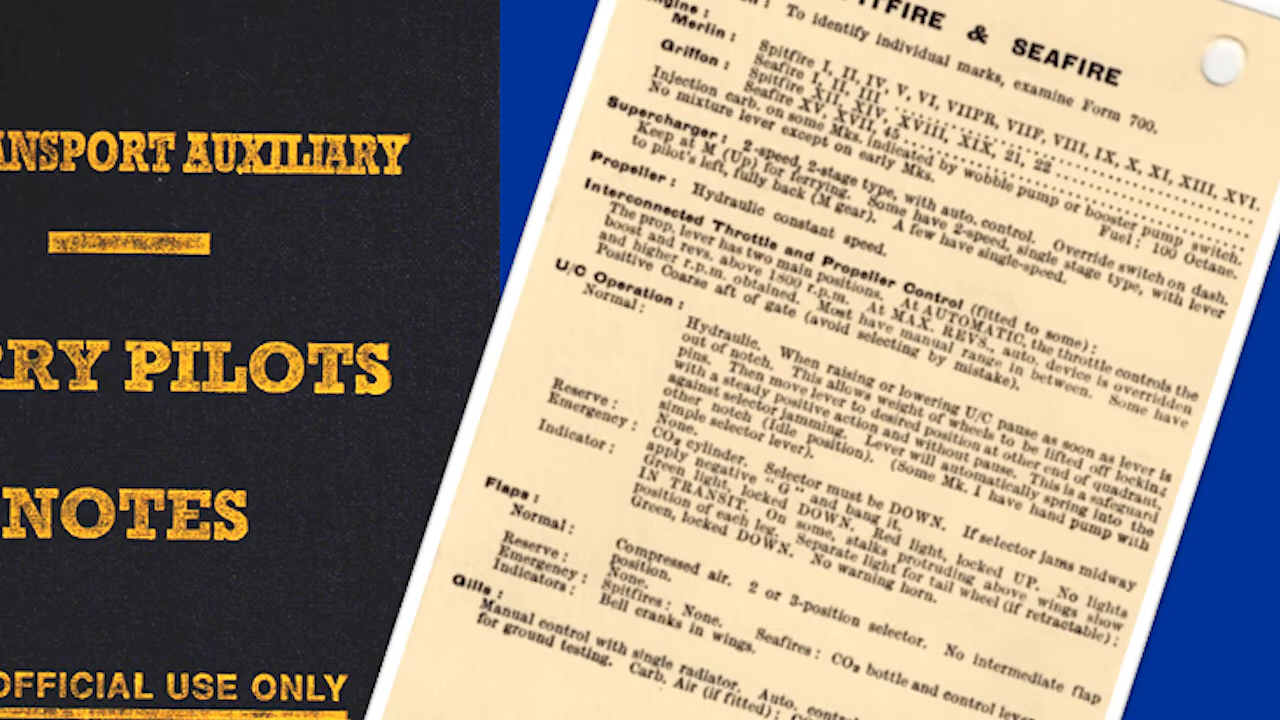 ANSPORT AUXILIARY
RRY PILOTS
NOTES
OFFICIAL USE ONLY
ITFIRE & SEAFIRE
To identify individual marks, examine Form 700.
Engine :
Merlin : Spitfire I, II, IV, V, VI, VIIPR, VIIF, VIII, IX, X, XI, XIII, XVI.
Seafire I, II, III
Griffon : Spitfire XII, XIV, XVIII, XIX, 21, 22
Seafire XV, XVII, 45
Injection carb. on some Mks. indicated by wobble pump or booster pump switch.
No mixture lever except on early Mks. Fuel : 100 Octane.
Supercharger : 2-speed, 2-stage type, with auto. control. Override switch on dash.
Keep at M (Up) for ferrying. Some have 2-speed, single stage type, with lever
to pilot's left, fully back (M gear). A few have single-speed.
Propeller : Hydraulic constant speed.
Interconnected Throttle and Propeller Control (fitted to some) :
The prop. lever has two main positions. At AUTOMATIC, the throttle controls the
boost and revs. above 1800 r.p.m. At MAX. REVS. auto. device is overridden
and higher r.p.m. obtained. Most have manual range in between. Some have
Positive Coarse aft of gate (avoid selecting by mistake).
U/C Operation :
Normal : Hydraulic. When raising or lowering U/C pause as soon as lever is
out of notch. This allows weight of wheels to be lifted off locking
pins. Then move lever to desired position at other end of quadrant,
with a steady positive action and without pause. This is a safeguard
against selector jamming. Lever will automatically spring into the
other notch (Idle position). (Some Mk. I have hand pump with
simple selector lever).
Reserve : None.
Emergency : CO₂ cylinder. Selector must be DOWN. If selector jams midway
apply negative "G" and bang it.
Indicator : Green light, locked DOWN. Red light, locked UP. No lights
IN TRANSIT. On some, stalks protruding above wings show
position of each leg. Separate light for tail wheel (if retractable) :
Green, locked DOWN. No warning horn.
Flaps :
Normal : Compressed air. 2 or 3-position selector. No intermediate flap
position.
Reserve : None.
Emergency : Spitfires : None. Seafires : CO₂ bottle and control lever
Indicators : Bell cranks in wings.
Gills :
Manual control with single radiator. Auto. contro
for ground testing. Carb. Air (if fitted) :